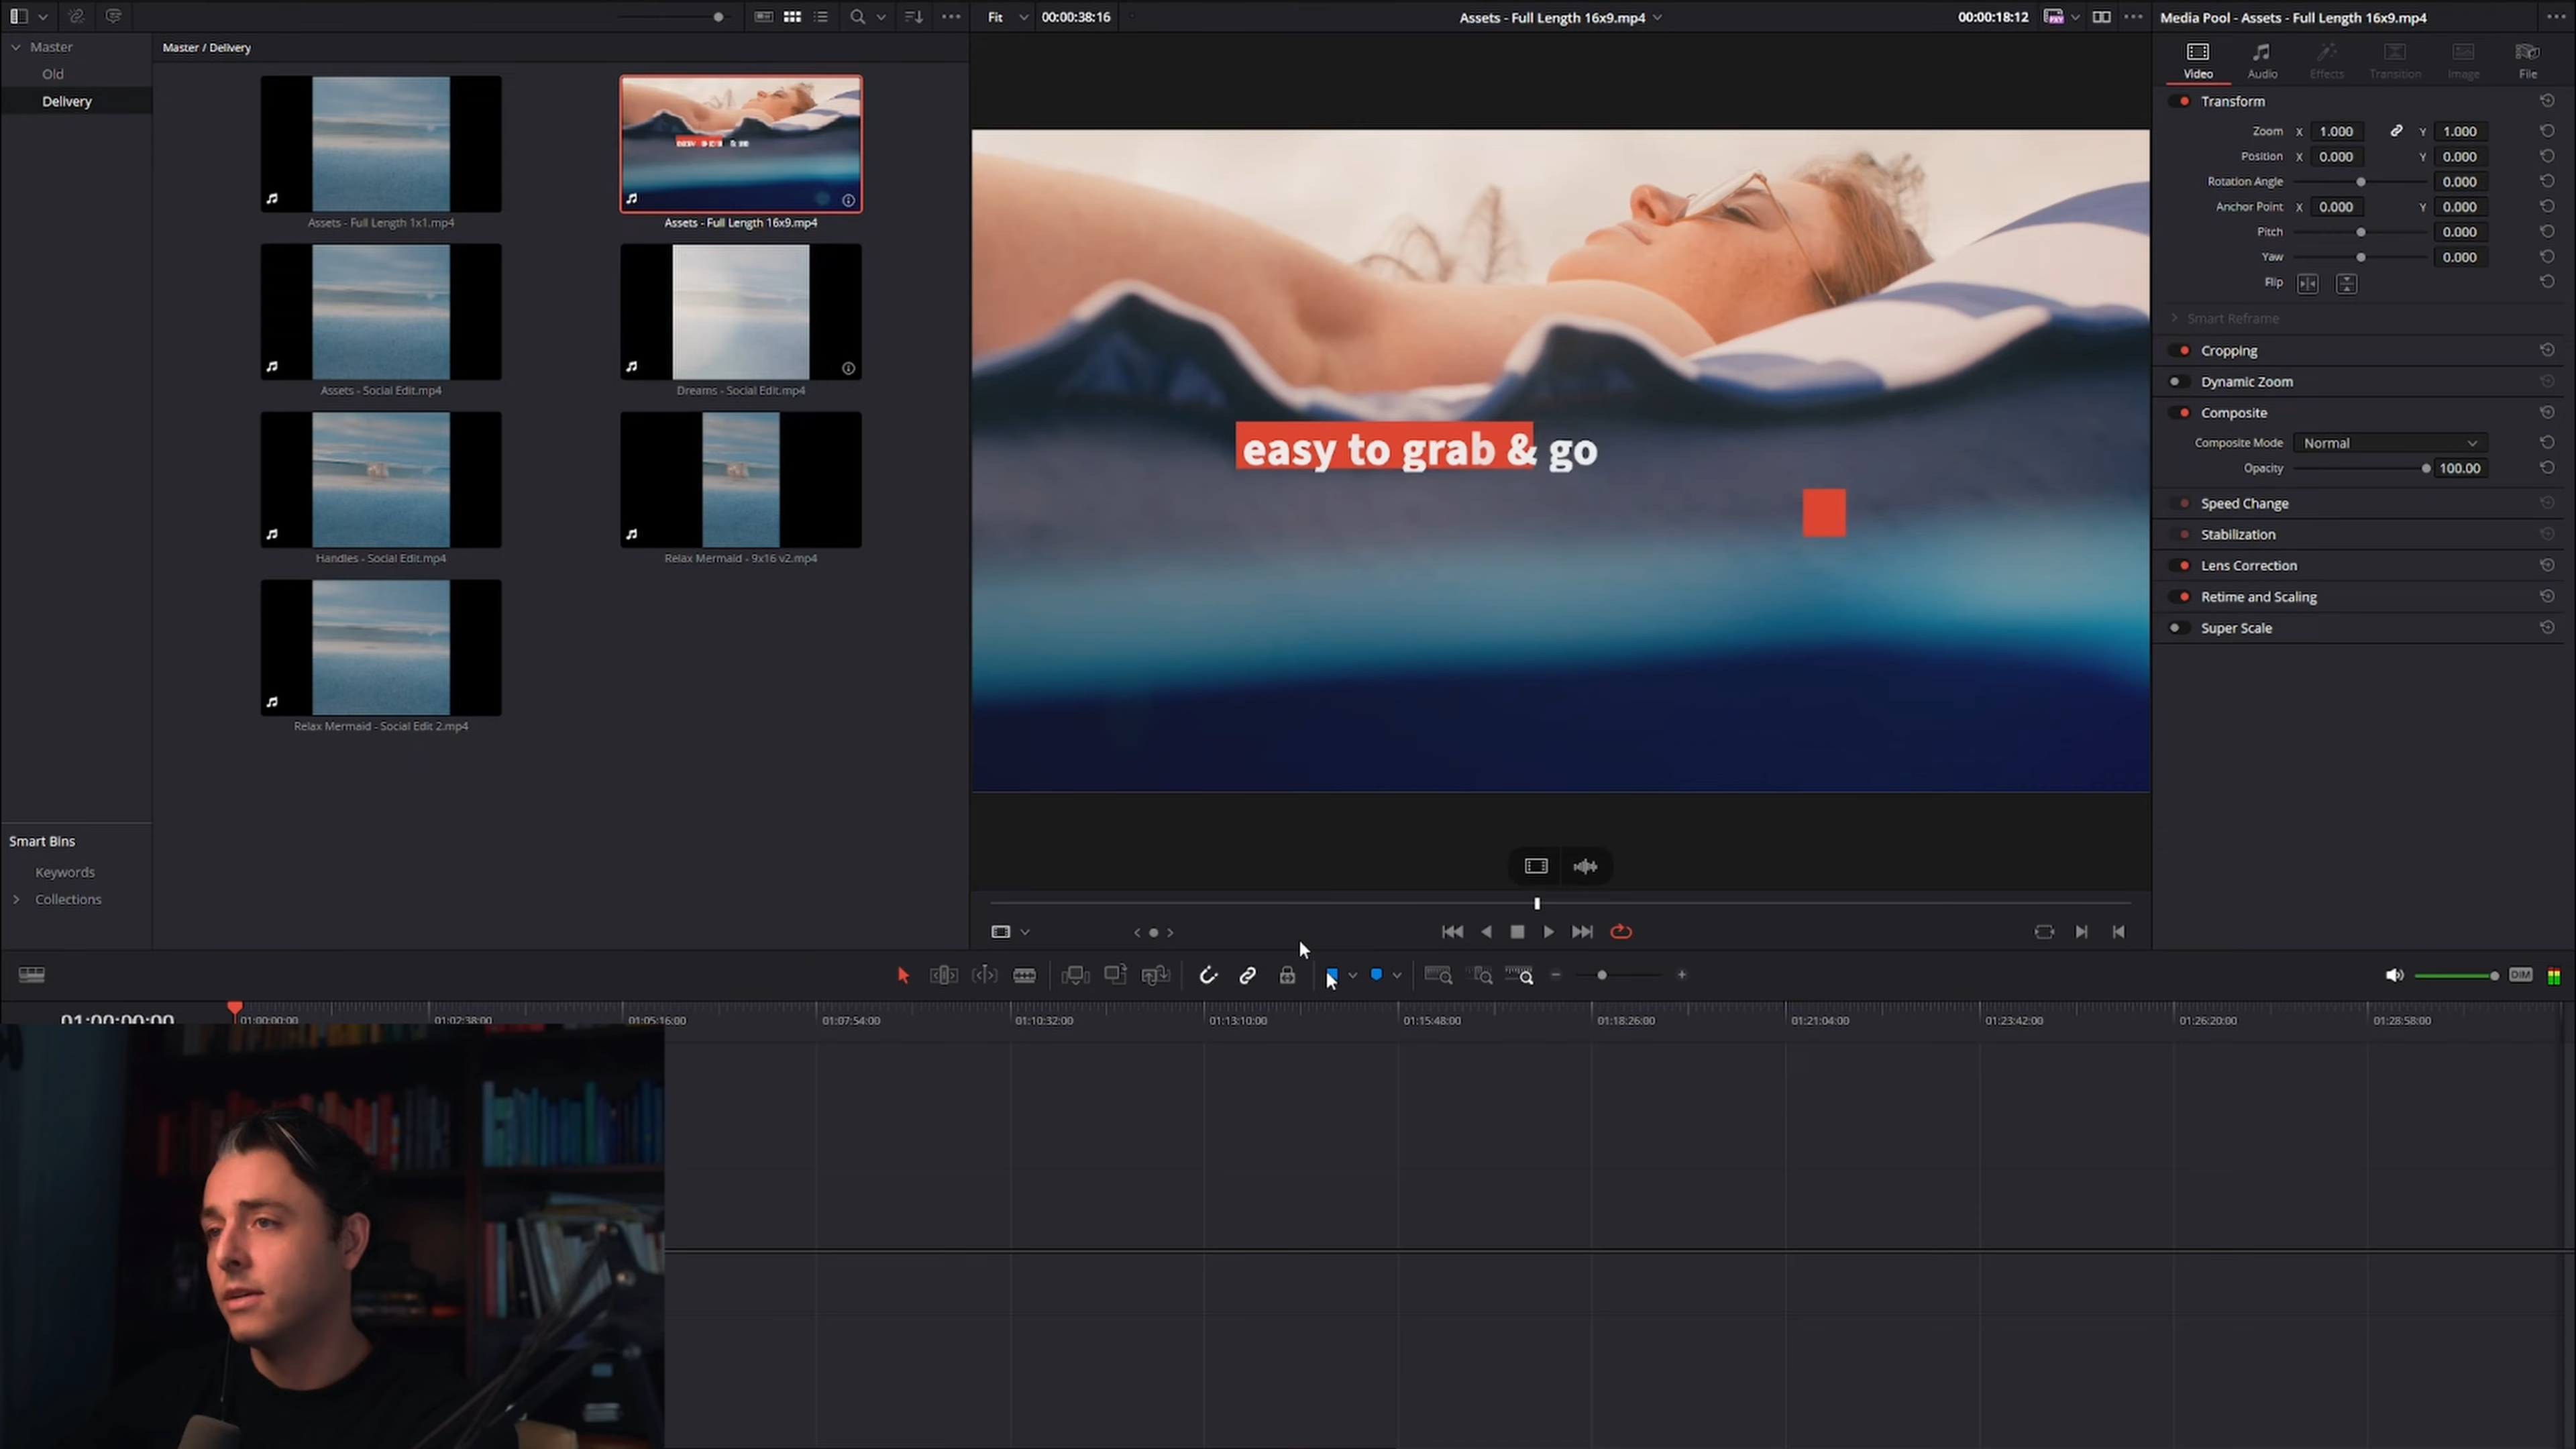 Fit
00:00:38:16
Assets - Full Length 16x9.mp4
00:00:18:12
Media Pool - Assets - Full Length 16x9.mp4
Master
Old
Delivery
Master / Delivery
Assets - Full Length 1x1.mp4
Assets - Full Length 16x9.mp4
Assets - Social Edit.mp4
Dreams - Social Edit.mp4
Handles - Social Edit.mp4
Relax Mermaid - 9x16 v2.mp4
Relax Mermaid - Social Edit 2.mp4
Smart Bins
Keywords
Collections
easy to grab & go
Video
Audio
Effects
Transition
Image
File
Transform
Zoom X 1.000 Y 1.000
Position X 0.000 Y 0.000
Rotation Angle 0.000
Anchor Point X 0.000 Y 0.000
Pitch 0.000
Yaw 0.000
Flip
Smart Reframe
Cropping
Dynamic Zoom
Composite
Composite Mode Normal
Opacity 100.00
Speed Change
Stabilization
Lens Correction
Retime and Scaling
Super Scale
DIM
01:00:00:00
01:00:00:00
01:02:38:00
01:05:16:00
01:07:54:00
01:10:32:00
01:13:10:00
01:15:48:00
01:18:26:00
01:21:04:00
01:23:42:00
01:26:20:00
01:28:58:00